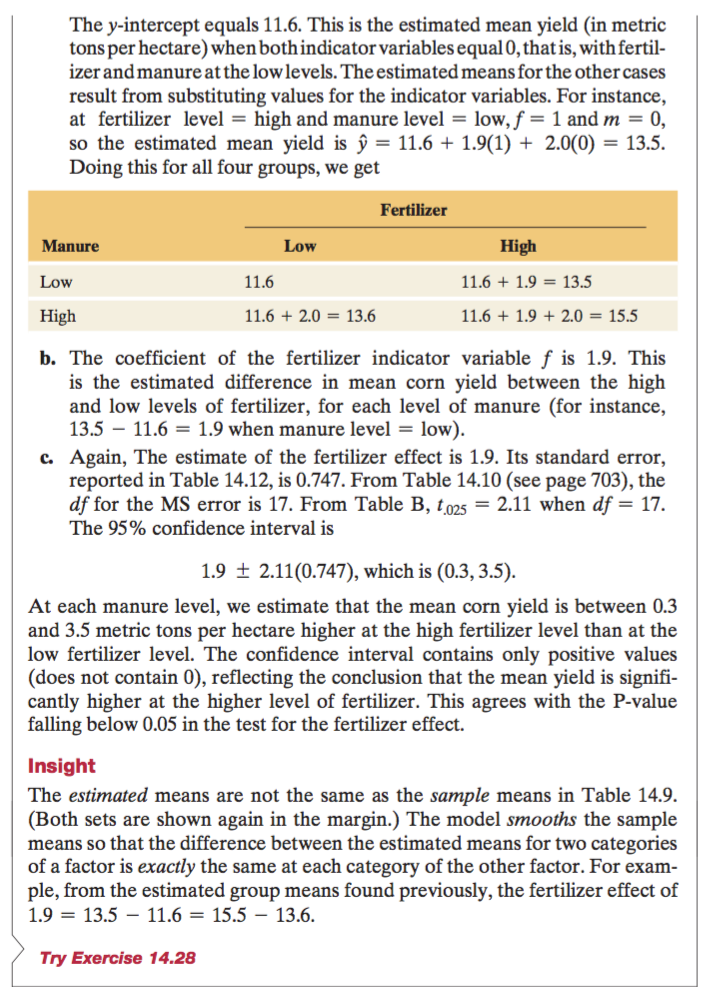 The y-intercept equals 11.6. This is the estimated mean yield (in metric
tons per hectare) when both indicator variables equal 0, that is, with fertil-
izer and manure at the low levels. The estimated means for the other cases
result from substituting values for the indicator variables. For instance,
at fertilizer level = high and manure level = low, f = 1 and m = 0,
so the estimated mean yield is ŷ = 11.6 + 1.9(1) + 2.0(0) = 13.5.
Doing this for all four groups, we get
Fertilizer
Manure Low High
Low 11.6 11.6 + 1.9 = 13.5
High 11.6 + 2.0 = 13.6 11.6 + 1.9 + 2.0 = 15.5
b. The coefficient of the fertilizer indicator variable f is 1.9. This
is the estimated difference in mean corn yield between the high
and low levels of fertilizer, for each level of manure (for instance,
13.5 − 11.6 = 1.9 when manure level = low).
c. Again, The estimate of the fertilizer effect is 1.9. Its standard error,
reported in Table 14.12, is 0.747. From Table 14.10 (see page 703), the
df for the MS error is 17. From Table B, t.025 = 2.11 when df = 17.
The 95% confidence interval is
1.9 ± 2.11(0.747), which is (0.3, 3.5).
At each manure level, we estimate that the mean corn yield is between 0.3
and 3.5 metric tons per hectare higher at the high fertilizer level than at the
low fertilizer level. The confidence interval contains only positive values
(does not contain 0), reflecting the conclusion that the mean yield is signifi-
cantly higher at the higher level of fertilizer. This agrees with the P-value
falling below 0.05 in the test for the fertilizer effect.
Insight
The estimated means are not the same as the sample means in Table 14.9.
(Both sets are shown again in the margin.) The model smooths the sample
means so that the difference between the estimated means for two categories
of a factor is exactly the same at each category of the other factor. For exam-
ple, from the estimated group means found previously, the fertilizer effect of
1.9 = 13.5 − 11.6 = 15.5 − 13.6.
Try Exercise 14.28